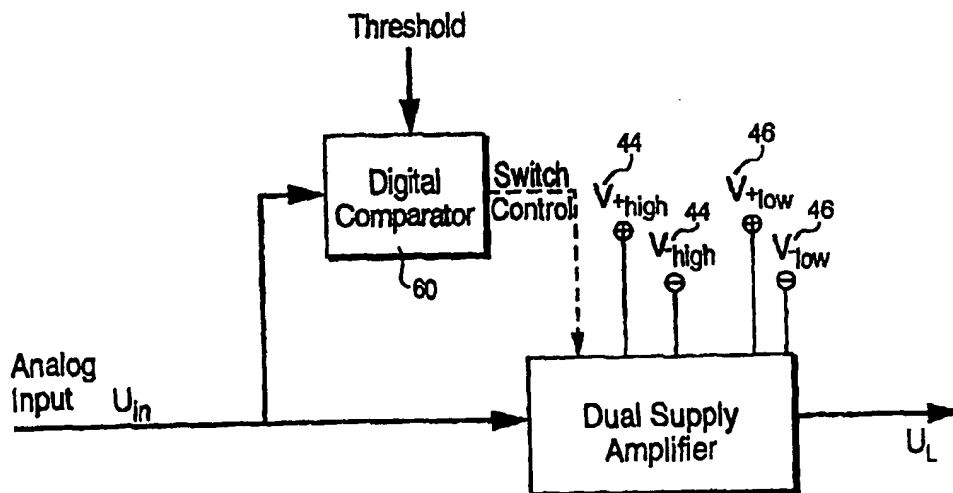 Threshold
Digital
Comparator
60
Switch
Control
44
V+high
44
V-high
46
V+low
46
V-low
Analog
Input Uin
Dual Supply
Amplifier
UL